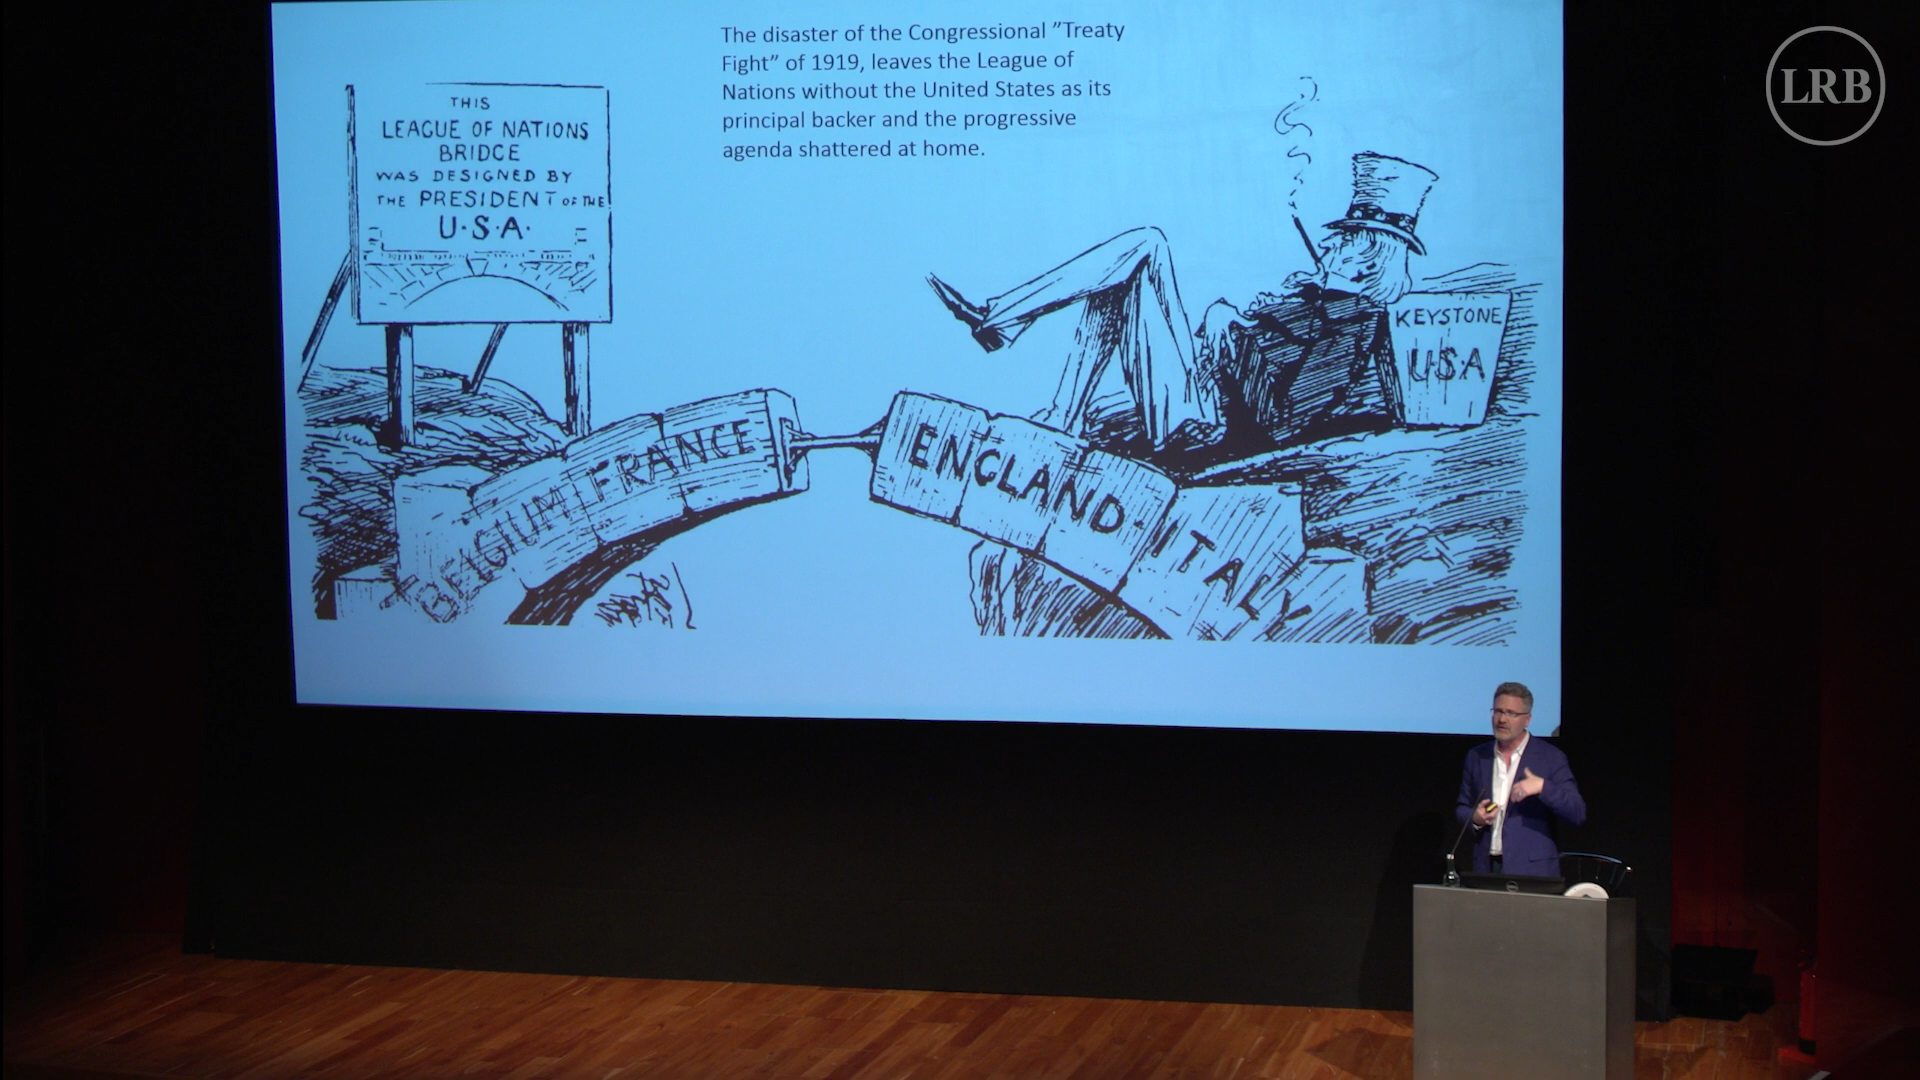 The disaster of the Congressional ”Treaty
Fight” of 1919, leaves the League of
Nations without the United States as its
principal backer and the progressive
agenda shattered at home.
LRB
THIS
LEAGUE OF NATIONS
BRIDGE
WAS DESIGNED BY
THE PRESIDENT OF THE
U.S.A.
KEYSTONE
U.S.A
BELGIUM
FRANCE
ENGLAND
ITALY